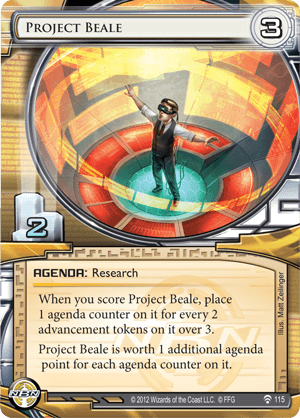 PROJECT BEALE
3
2
AGENDA: Research
When you score Project Beale, place
1 agenda counter on it for every 2
advancement tokens on it over 3.
Project Beale is worth 1 additional agenda
point for each agenda counter on it.
Illus. Matt Zeilinger
NBN
© 2012 Wizards of the Coast LLC. © FFG
115